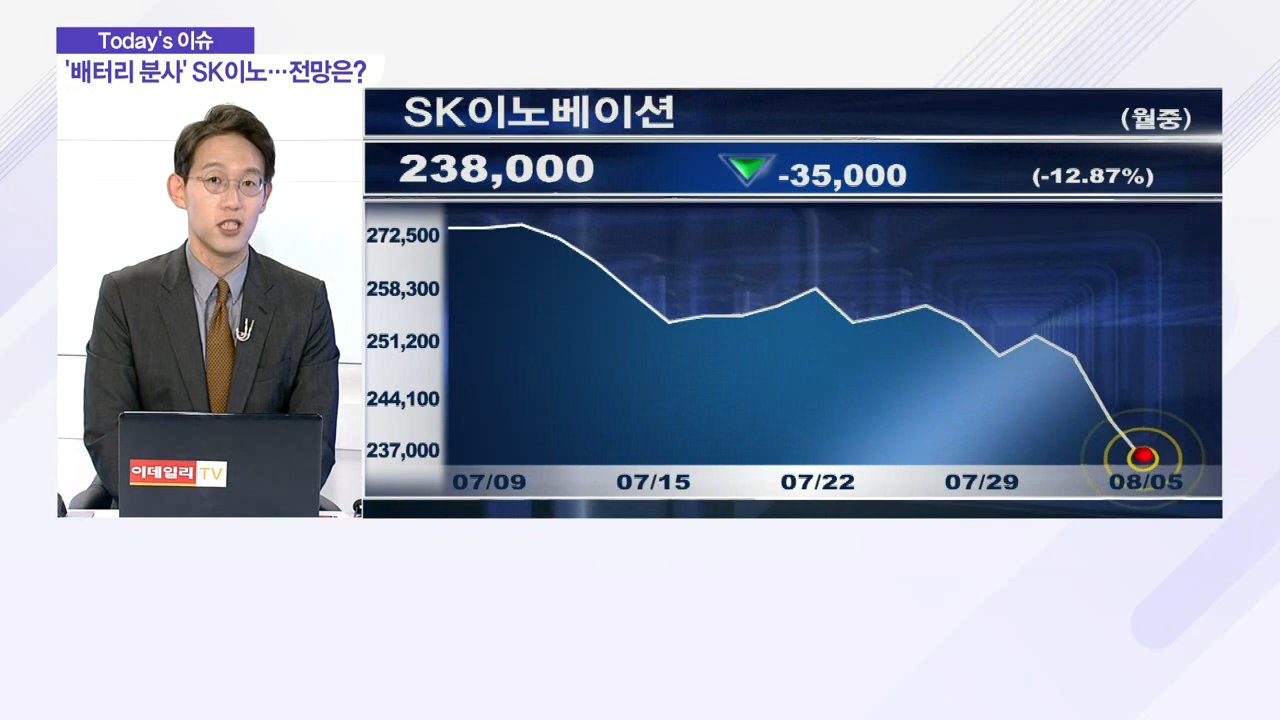 Today's 이슈
'배터리 분사' SK이노…전망은?
SK이노베이션
(월중)
238,000
-35,000
(-12.87%)
272,500
258,300
251,200
244,100
237,000
07/09
07/15
07/22
07/29
08/05
이데일리 TV